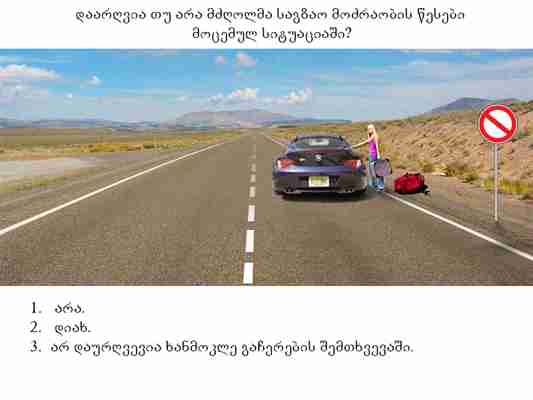 დაარღვია თუ არა მძღოლმა საგზაო მოძრაობის წესები
მოცემულ სიტუაციაში?
1. არა.
2. დიახ.
3. არ დაურღვევია ხანმოკლე გაჩერების შემთხვევაში.